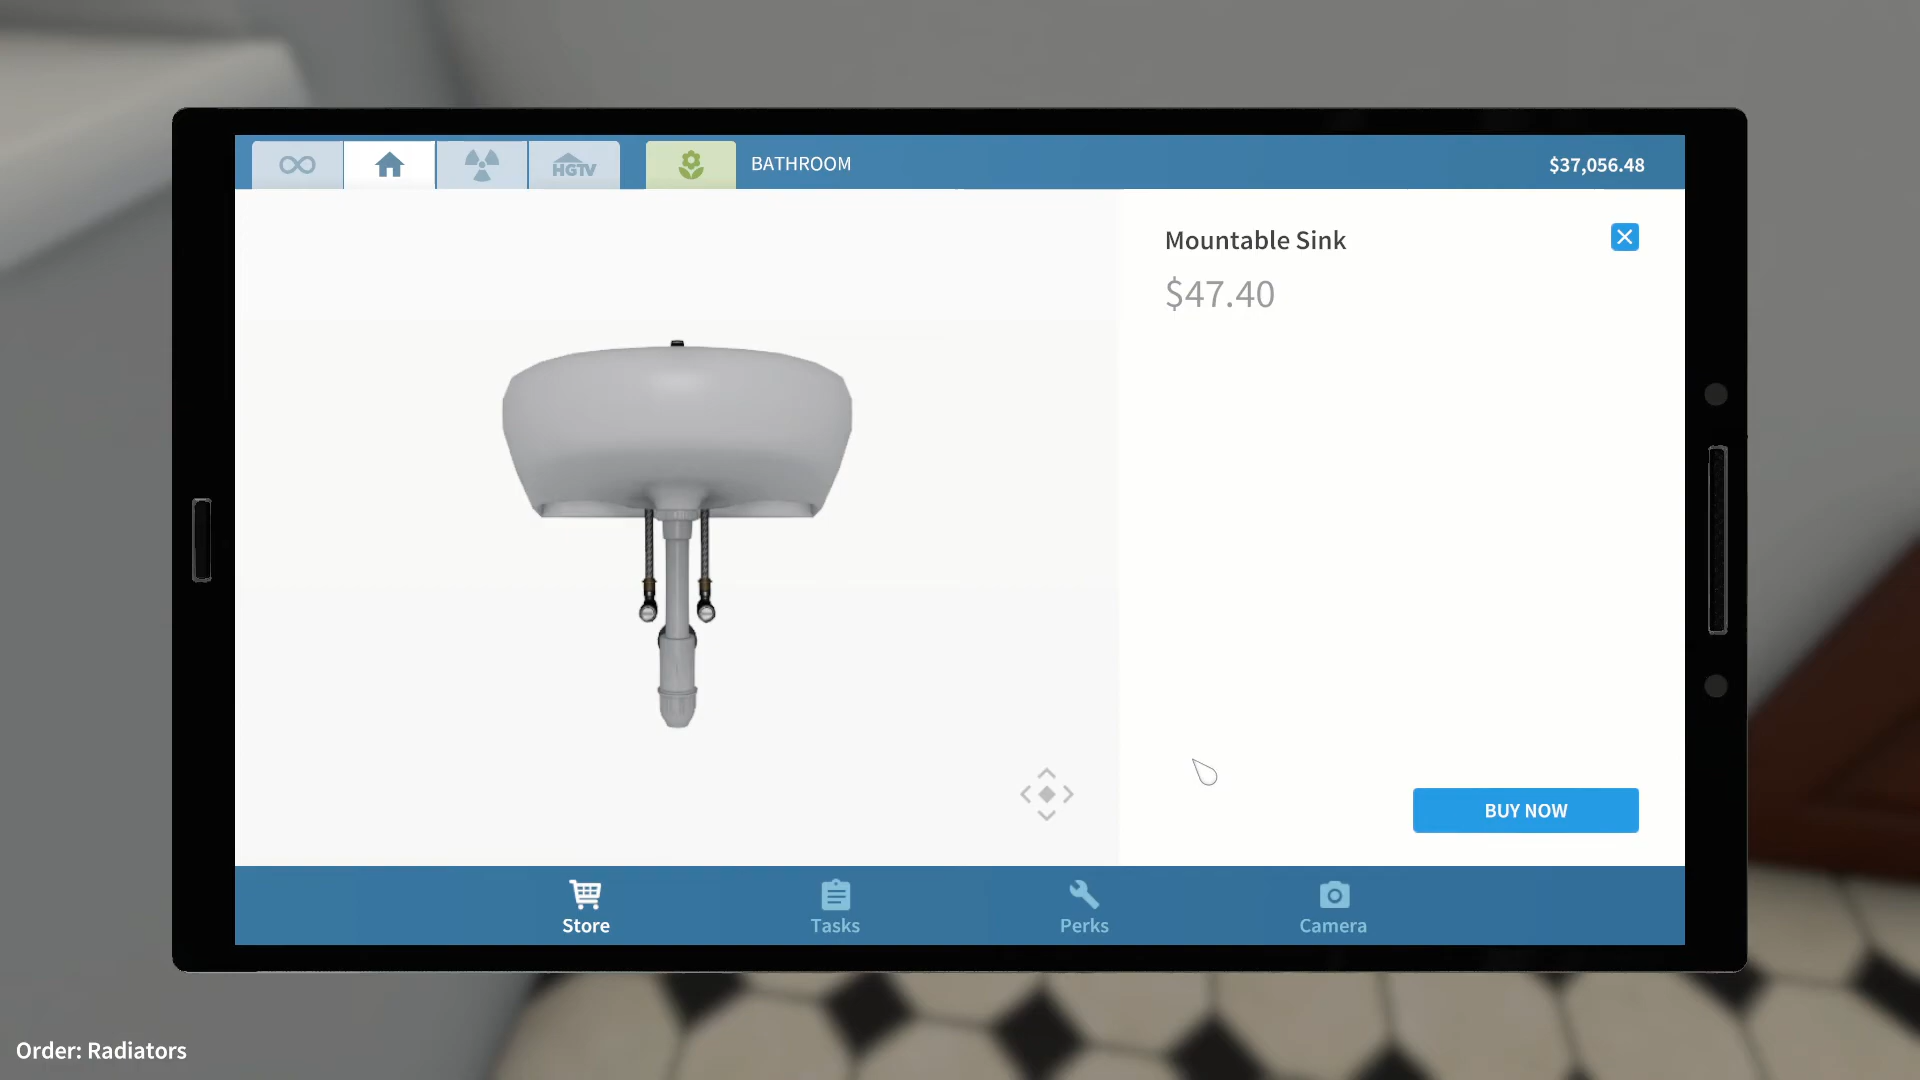 HGTV
BATHROOM
$37,056.48
Mountable Sink
$47.40
BUY NOW
Store
Tasks
Perks
Camera
Order: Radiators